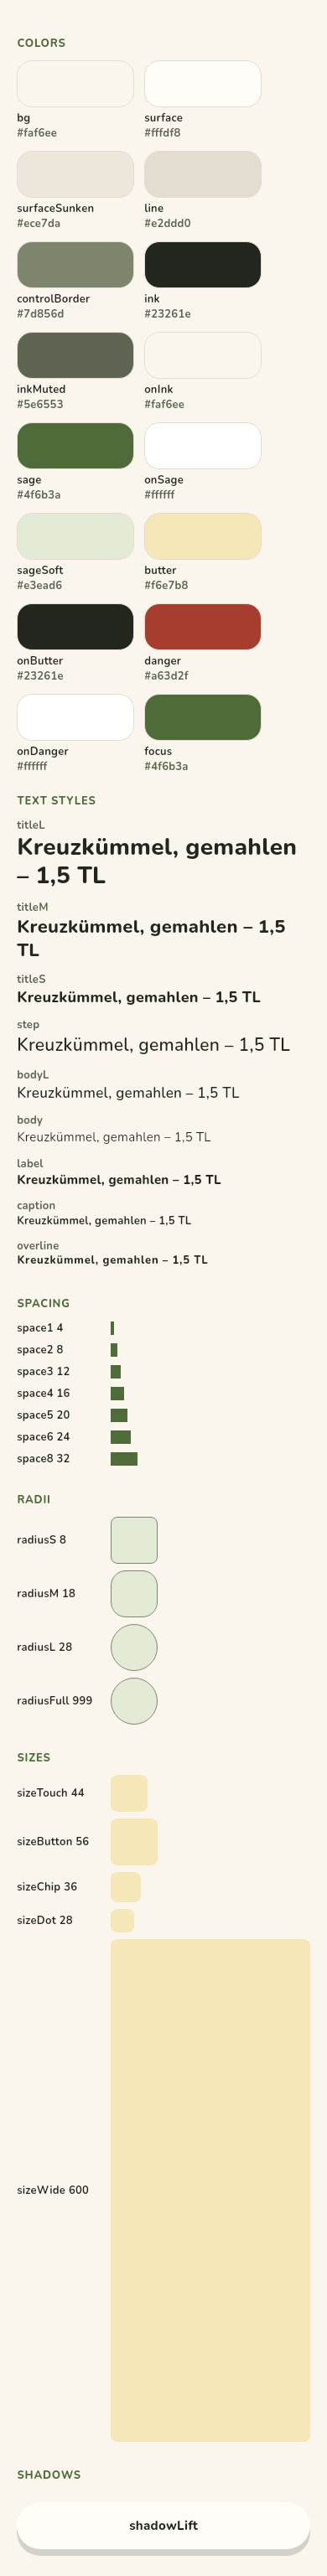 COLORS
bg
#faf6ee
surface
#fffdf8
surfaceSunken
#ece7da
line
#e2ddd0
controlBorder
#7d856d
ink
#23261e
inkMuted
#5e6553
onInk
#faf6ee
sage
#4f6b3a
onSage
#ffffff
sageSoft
#e3ead6
butter
#f6e7b8
onButter
#23261e
danger
#a63d2f
onDanger
#ffffff
focus
#4f6b3a
TEXT STYLES
titleL
Kreuzkümmel, gemahlen
– 1,5 TL
titleM
Kreuzkümmel, gemahlen – 1,5
TL
titleS
Kreuzkümmel, gemahlen – 1,5 TL
step
Kreuzkümmel, gemahlen – 1,5 TL
bodyL
Kreuzkümmel, gemahlen – 1,5 TL
body
Kreuzkümmel, gemahlen – 1,5 TL
label
Kreuzkümmel, gemahlen – 1,5 TL
caption
Kreuzkümmel, gemahlen – 1,5 TL
overline
Kreuzkümmel, gemahlen – 1,5 TL
SPACING
space1 4
space2 8
space3 12
space4 16
space5 20
space6 24
space8 32
RADII
radiusS 8
radiusM 18
radiusL 28
radiusFull 999
SIZES
sizeTouch 44
sizeButton 56
sizeChip 36
sizeDot 28
sizeWide 600
SHADOWS
shadowLift